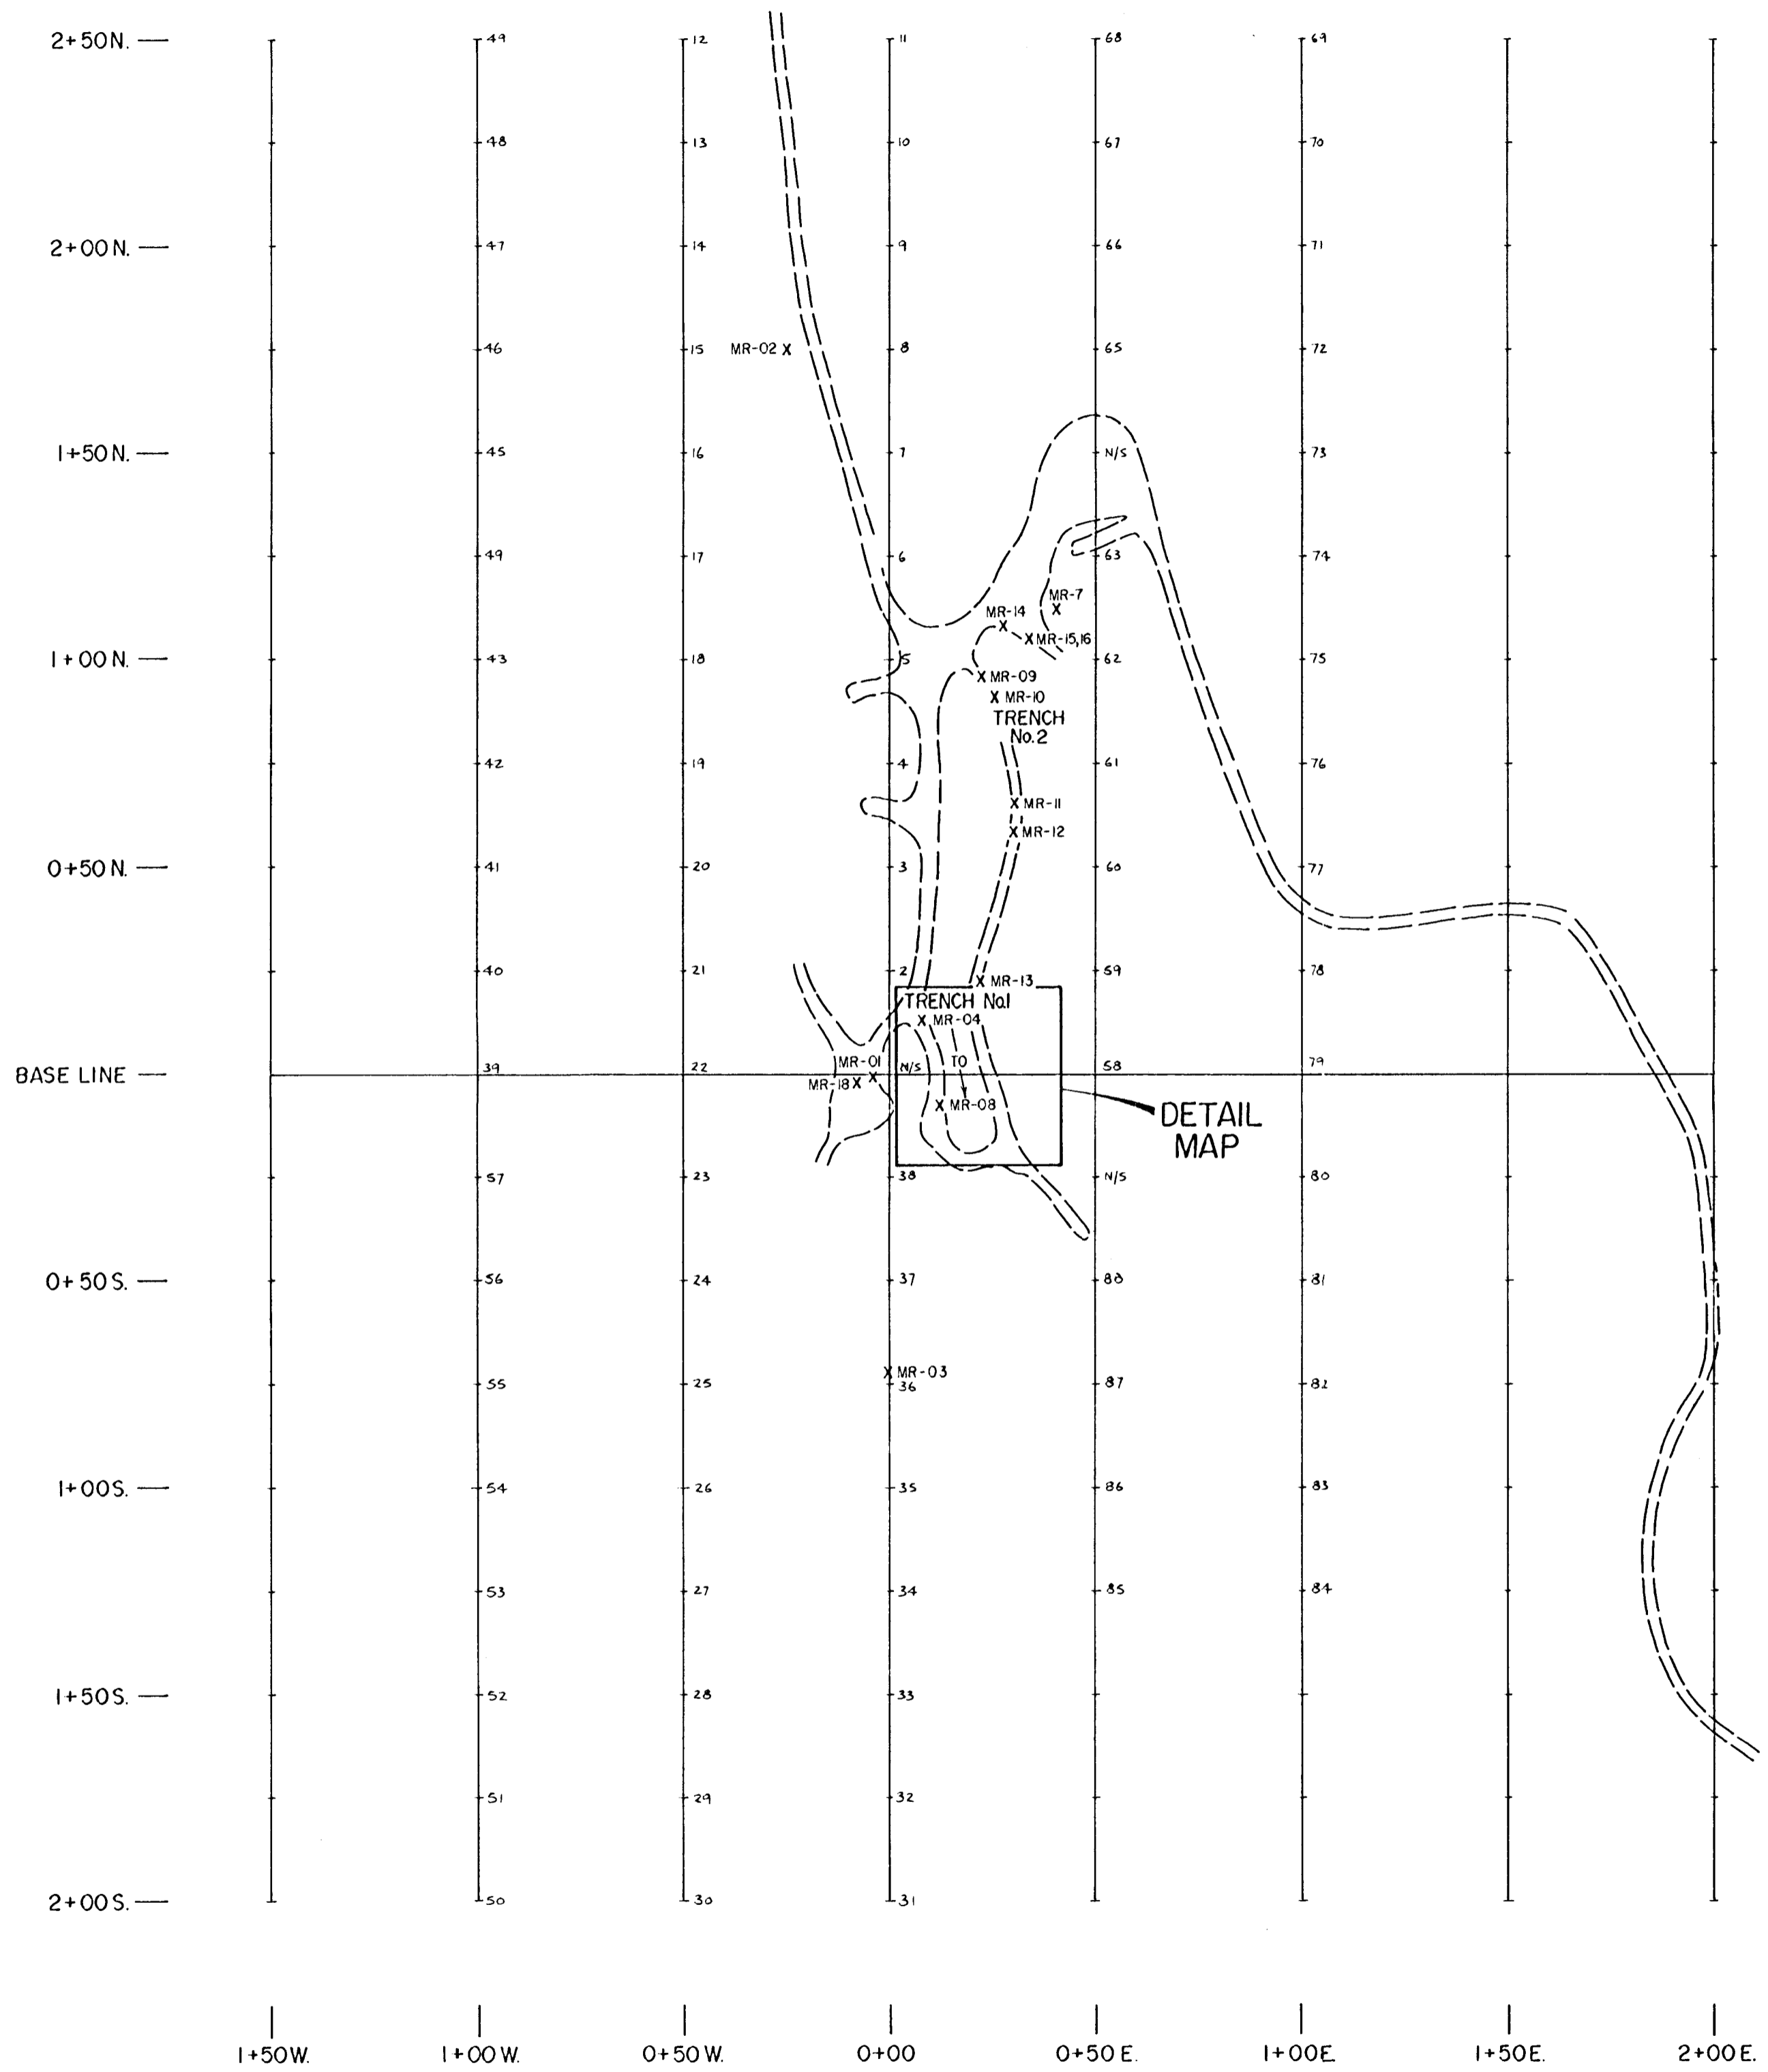 2+50N. 49 12 11 68 69
48 13 10 67 70
2+00N. 47 14 9 66 71
46 15 MR-02 X 8 65 72
1+50N. 45 16 7 N/S 73
49 17 6 63 74
MR-7
X
MR-14
X
X MR-15,16
1+00N. 43 18 5 62 75
X MR-09
X MR-10
TRENCH
No.2
42 19 4 61 76
X MR-11
X MR-12
0+50N. 41 20 3 60 77
40 21 2 59 78
X MR-13
TRENCH No.1
X MR-04
MR-01 TO
BASE LINE 39 22 X N/S 58 79
MR-18 X
X MR-08
DETAIL
MAP
57 23 38 N/S 80
0+50S. 56 24 37 88 81
X MR-03
55 25 36 87 82
1+00S. 54 26 35 86 83
53 27 34 85 84
1+50S. 52 28 33
51 29 32
2+00S. 50 30 31
1+50W. 1+00W. 0+50W. 0+00 0+50E. 1+00E. 1+50E. 2+00E.